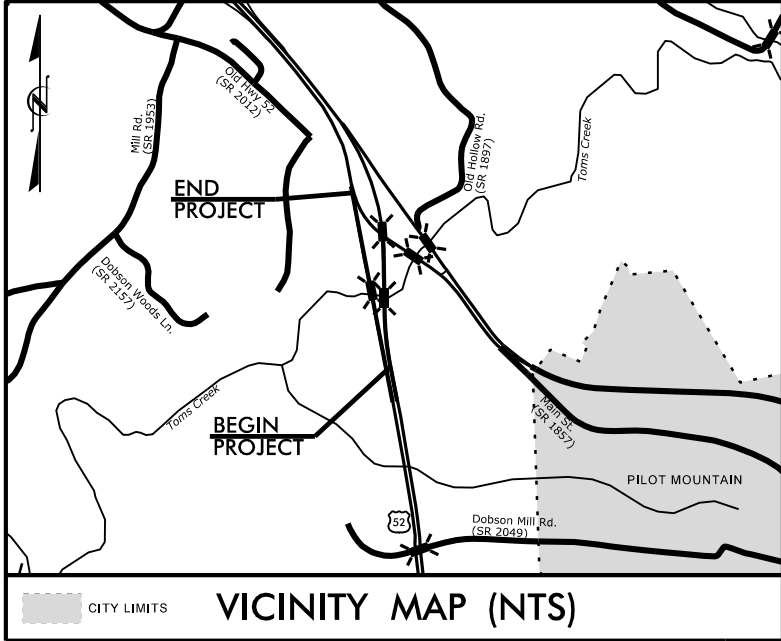 Old Hwy 52
(SR 2012)
Mill Rd.
(SR 1953)
Old Hollow Rd.
(SR 1897)
Toms Creek
N
END
PROJECT
Dobson Woods Ln.
(SR 2157)
Toms Creek
BEGIN
PROJECT
Main St.
(SR 1857)
PILOT MOUNTAIN
52
Dobson Mill Rd.
(SR 2049)
CITY LIMITS
VICINITY MAP (NTS)